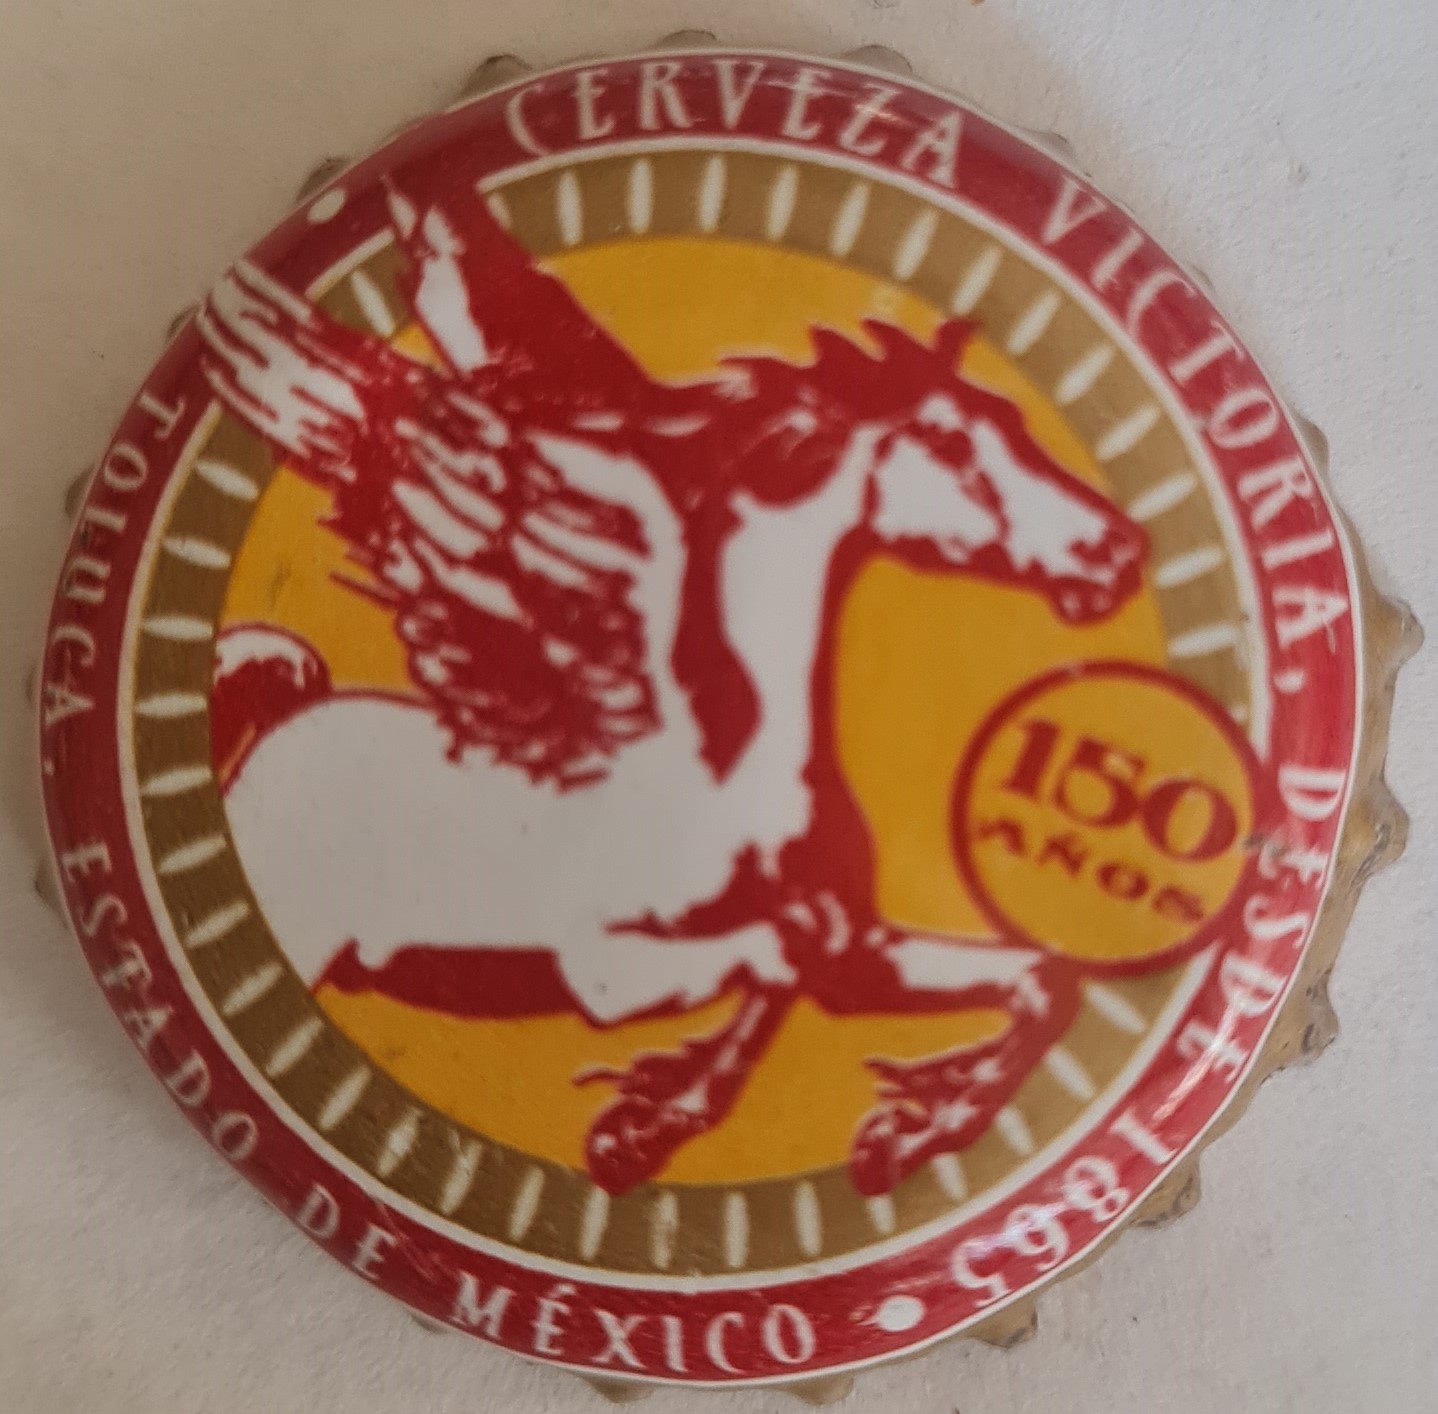 CERVEZA VICTORIA, DESDE 1865
TOLUCA, ESTADO DE MÉXICO
150
AÑOS